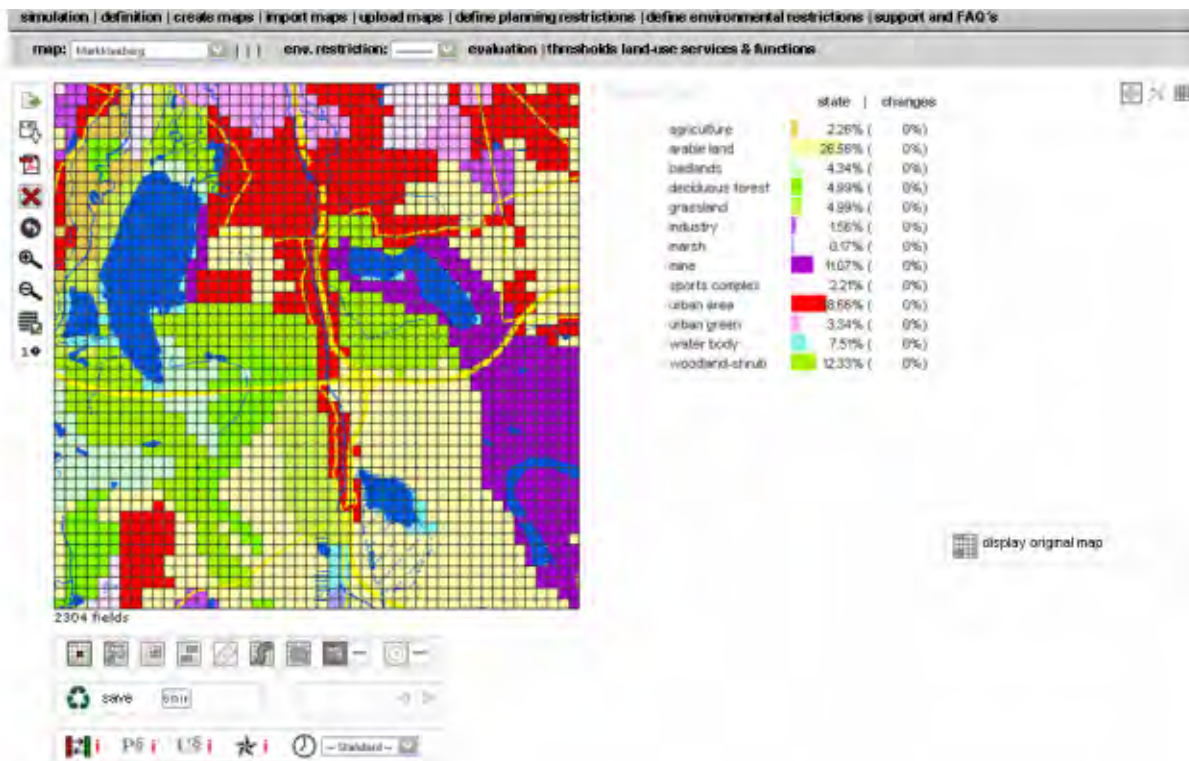 simulation | definition | create maps | import maps | upload maps | define planning restrictions | define environmental restrictions | support and FAQ's
map: Markkleeberg | | | env. restriction: evaluation | thresholds land-use services & functions
state | changes
agriculture 2.26% ( 0%)
arable land 26.56% ( 0%)
badlands 4.34% ( 0%)
deciduous forest 4.99% ( 0%)
grassland 4.99% ( 0%)
industry 1.56% ( 0%)
marsh 0.17% ( 0%)
mine 11.07% ( 0%)
sports complex 2.21% ( 0%)
urban area 8.66% ( 0%)
urban green 3.34% ( 0%)
water body 7.51% ( 0%)
woodland-shrub 12.33% ( 0%)
display original map
2304 fields
save
- Standard -